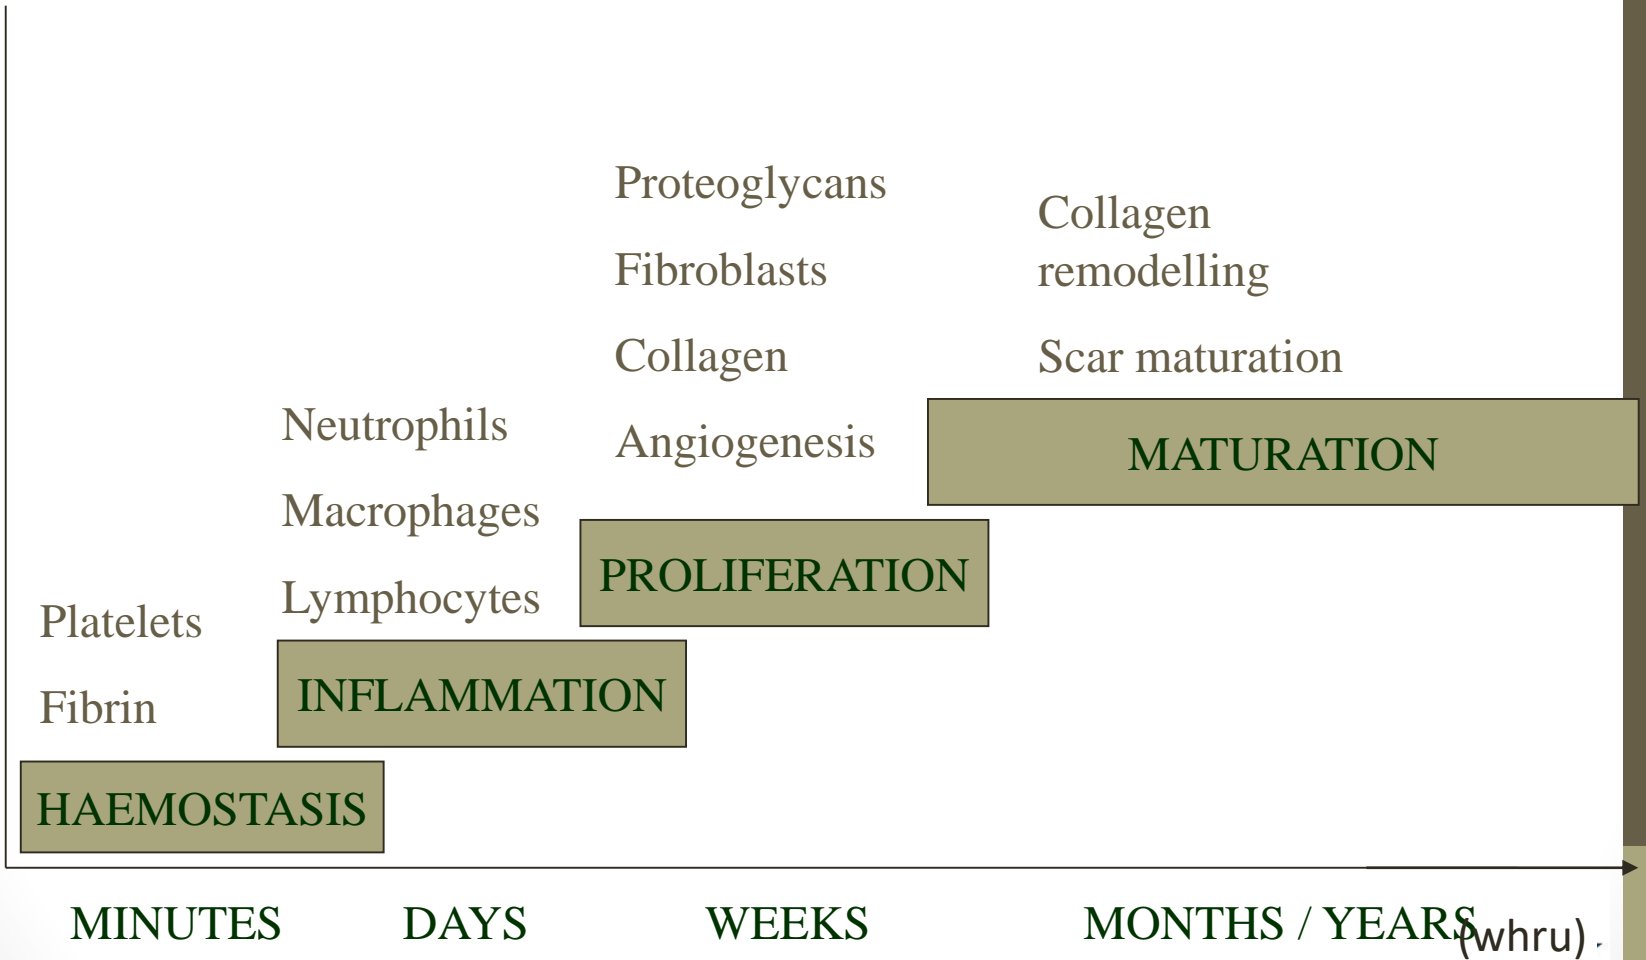 Platelets
Fibrin
HAEMOSTASIS
Neutrophils
Macrophages
Lymphocytes
INFLAMMATION
Proteoglycans
Fibroblasts
Collagen
Angiogenesis
PROLIFERATION
Collagen
remodelling
Scar maturation
MATURATION
MINUTES DAYS WEEKS MONTHS / YEARS
(whru)